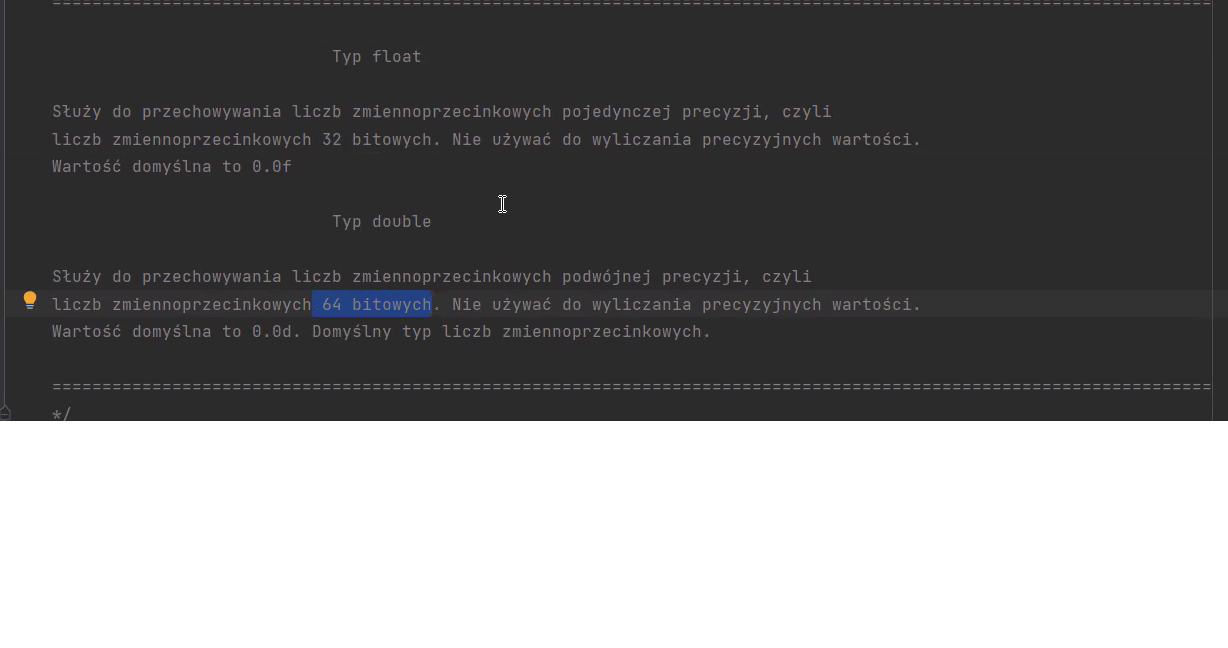 ====================================================================================================================
Typ float
Służy do przechowywania liczb zmiennoprzecinkowych pojedynczej precyzji, czyli
liczb zmiennoprzecinkowych 32 bitowych. Nie używać do wyliczania precyzyjnych wartości.
Wartość domyślna to 0.0f
Typ double
Służy do przechowywania liczb zmiennoprzecinkowych podwójnej precyzji, czyli
liczb zmiennoprzecinkowych 64 bitowych. Nie używać do wyliczania precyzyjnych wartości.
Wartość domyślna to 0.0d. Domyślny typ liczb zmiennoprzecinkowych.
====================================================================================================================
*/